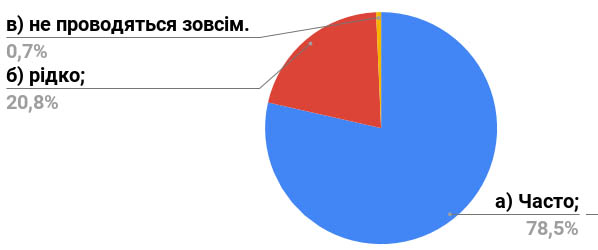 в) не проводяться зовсім.
0,7%
б) рідко;
20,8%
а) Часто;
78,5%